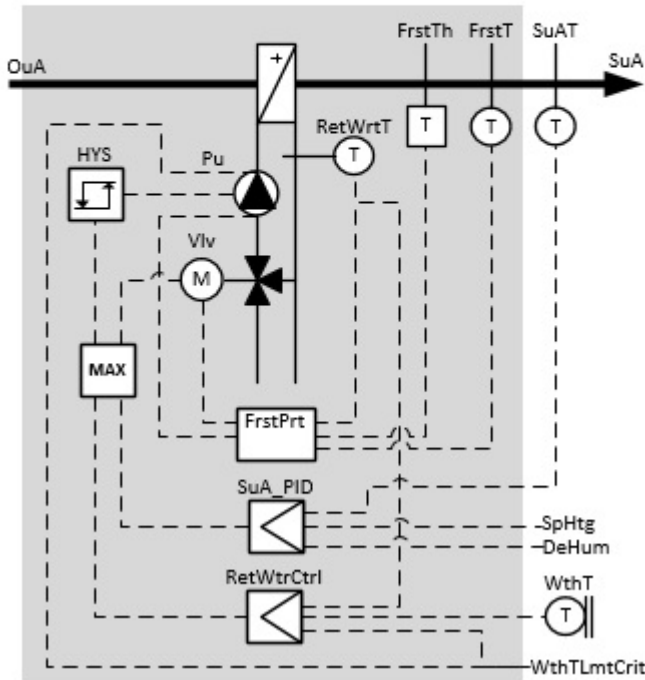 FrstTh FrstT SuAT
OuA
SuA
+
T T T
RetWrtT
T
HYS
Pu
Vlv
M
MAX
FrstPrt
SuA_PID
SpHtg
DeHum
RetWtrCtrl
WthT
T
WthTLmtCrit